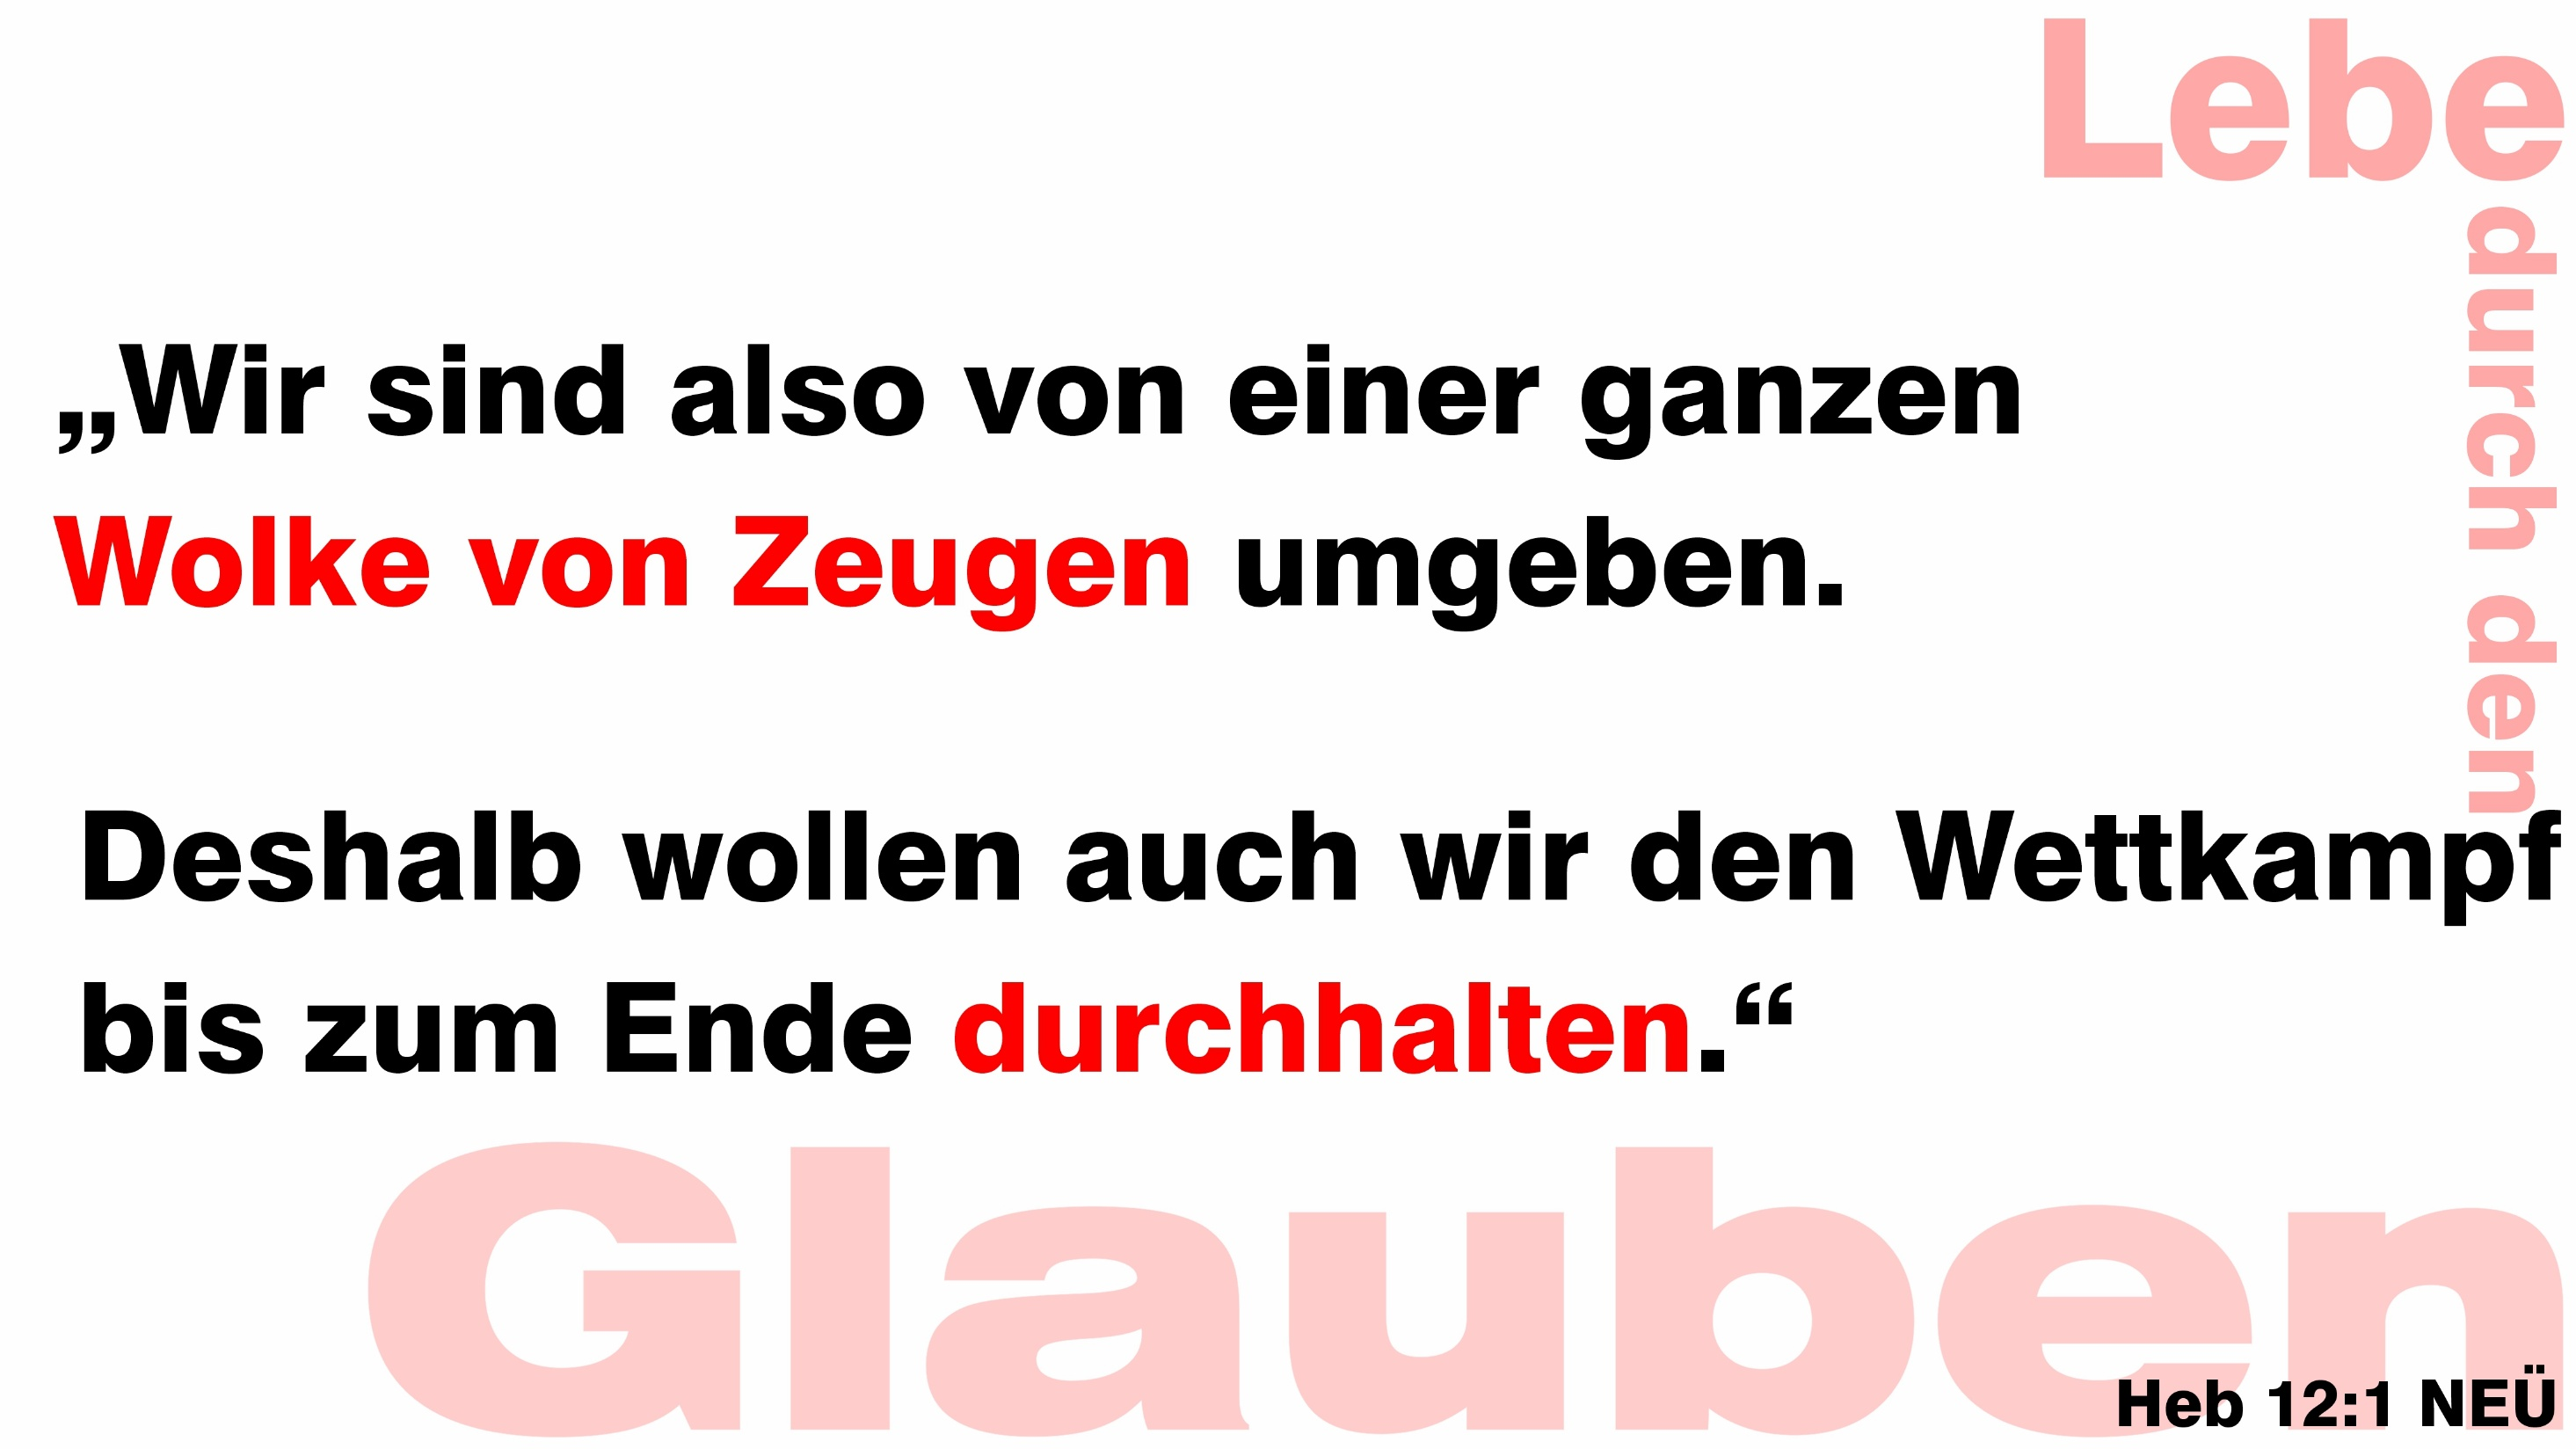 Lebe
durch den
„Wir sind also von einer ganzen
Wolke von Zeugen umgeben.
Deshalb wollen auch wir den Wettkampf
bis zum Ende durchhalten.“
Glauben
Heb 12:1 NEÜ